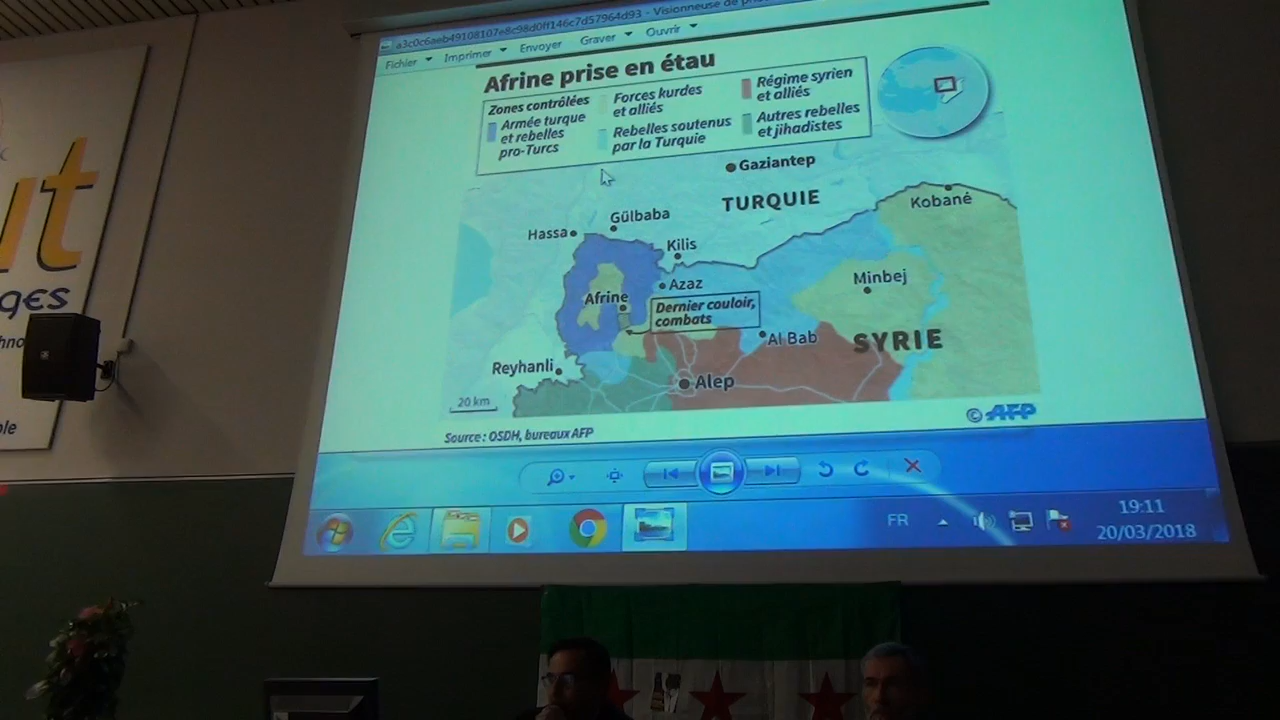 a3c0c6aeb49108107e8c98d0ff146c7d57964d93 - Visionneuse de
Fichier Imprimer Envoyer Graver Ouvrir
Afrine prise en étau
Zones contrôlées
Armée turque
et rebelles
pro-Turcs
Forces kurdes
et alliés
Rebelles soutenus
par la Turquie
Régime syrien
et alliés
Autres rebelles
et jihadistes
Gaziantep
TURQUIE
Kobané
Gülbaba
Hassa
Kilis
Azaz
Minbej
Afrine
Dernier couloir,
combats
Al Bab
SYRIE
Reyhanli
Alep
20 km
© AFP
Source : OSDH, bureaux AFP
FR
19:11
20/03/2018
ut
ges